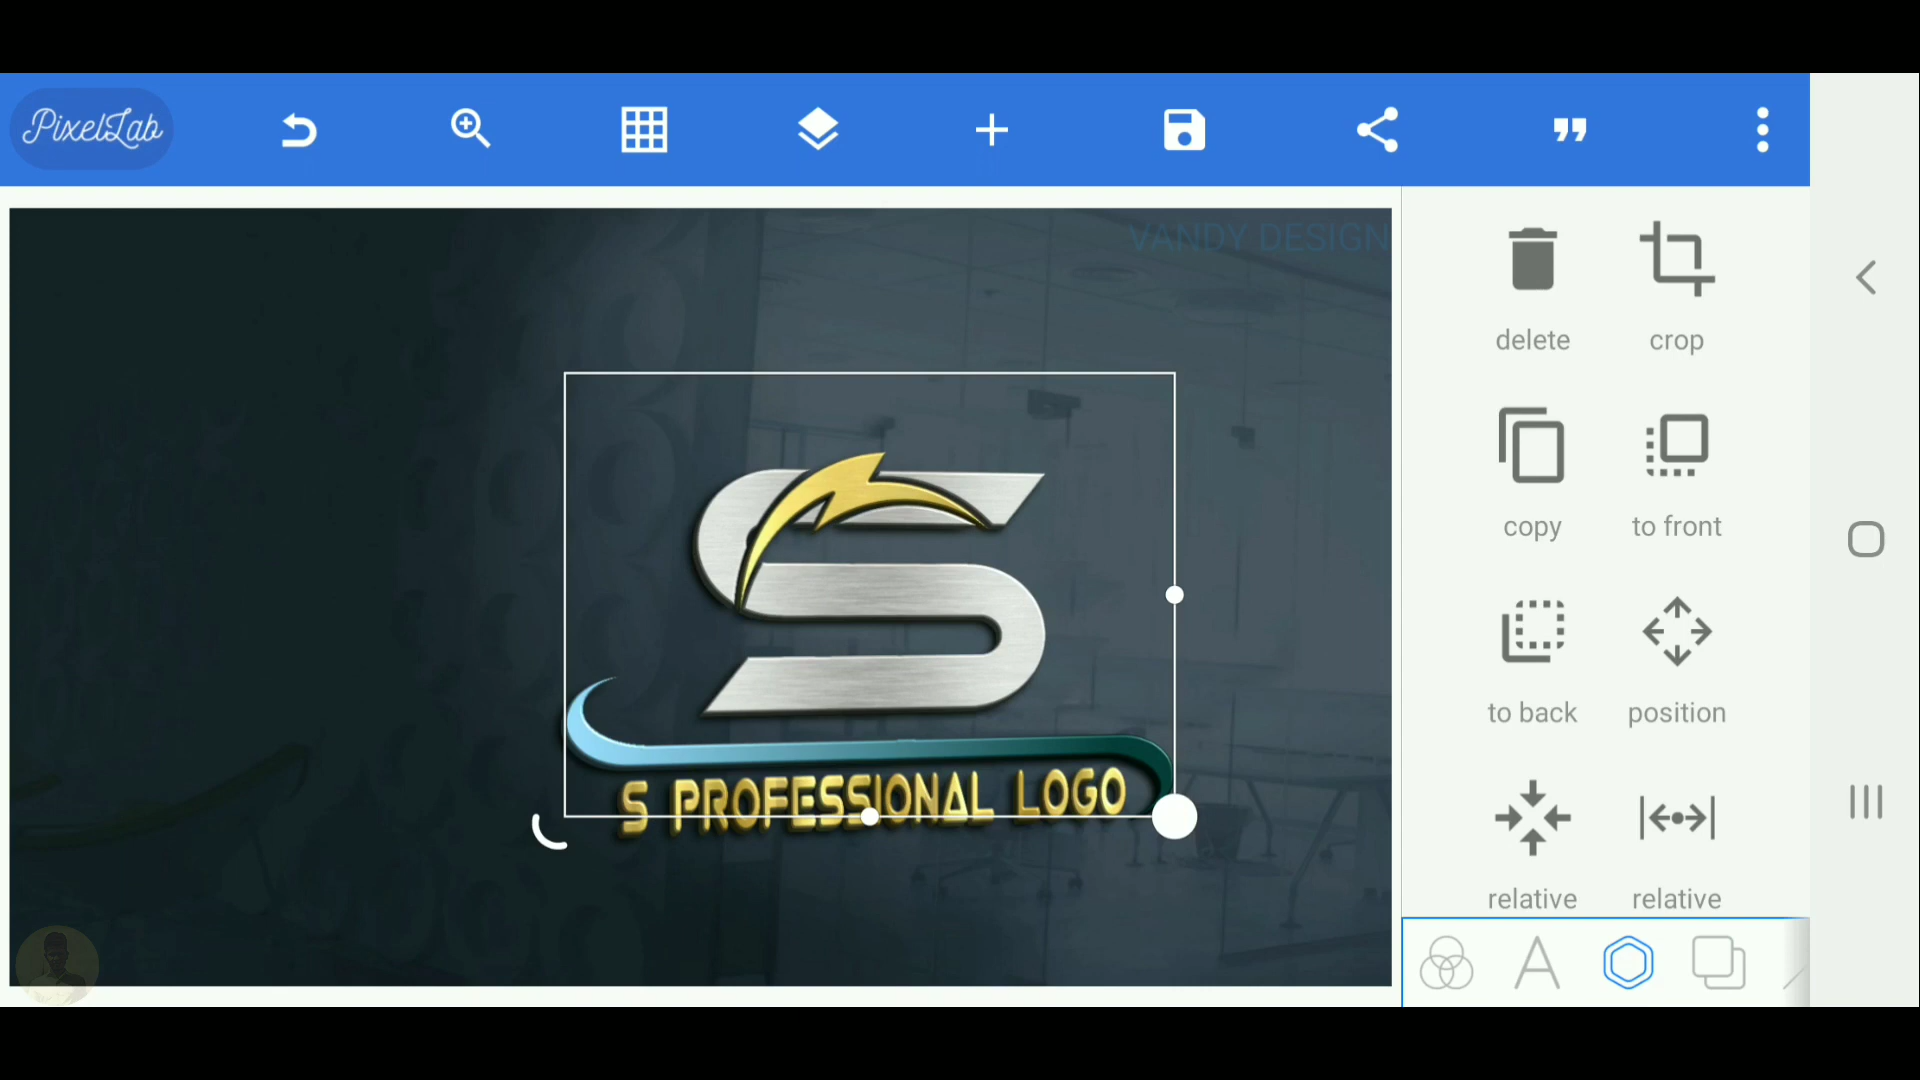 PixelLab
VANDY DESIGN
delete
crop
copy
to front
to back
position
relative
relative
S PROFESSIONAL LOGO